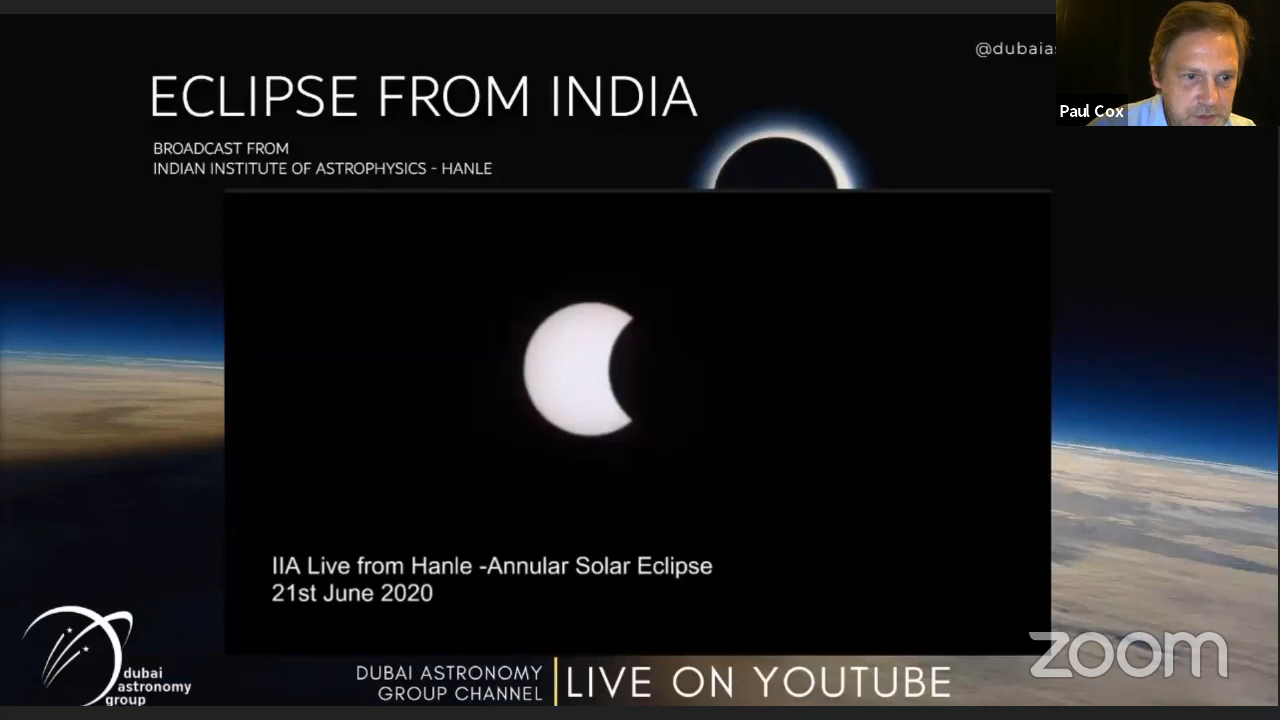 @dubaias
ECLIPSE FROM INDIA
Paul Cox
BROADCAST FROM
INDIAN INSTITUTE OF ASTROPHYSICS - HANLE
IIA Live from Hanle -Annular Solar Eclipse
21st June 2020
zoom
dubai
astronomy
group
DUBAI ASTRONOMY
GROUP CHANNEL
LIVE ON YOUTUBE